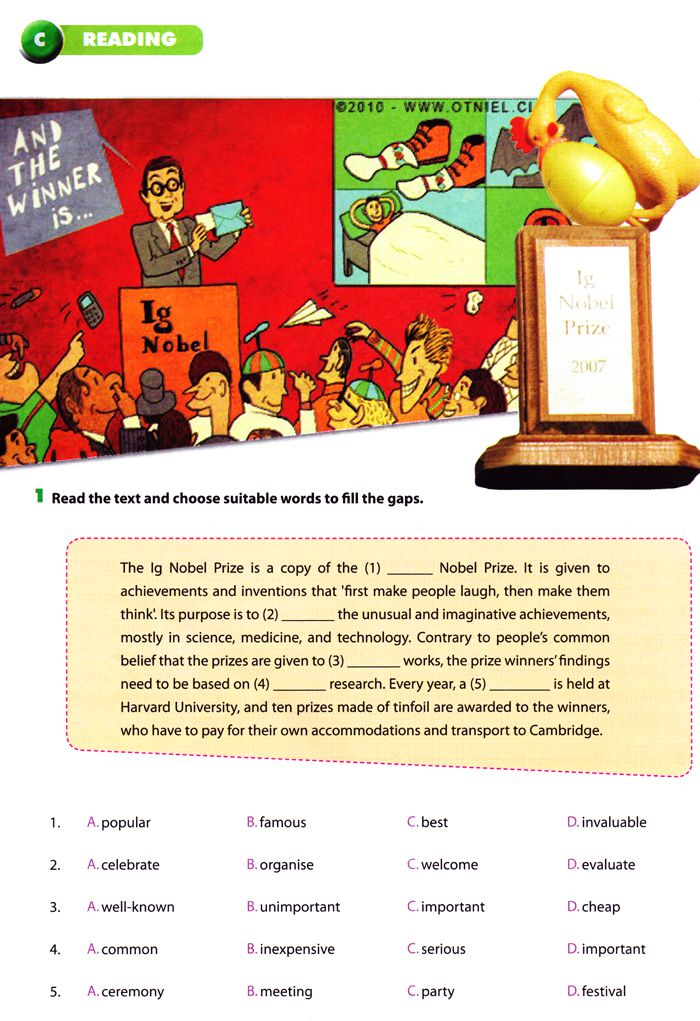 C READING
AND
THE
WINNER
is...
©2010 - WWW.OTNIEL.C
Ig
Nobel
Ig
Nobel
Prize
2007
1 Read the text and choose suitable words to fill the gaps.
The Ig Nobel Prize is a copy of the (1) ______ Nobel Prize. It is given to
achievements and inventions that 'first make people laugh, then make them
think'. Its purpose is to (2) _______ the unusual and imaginative achievements,
mostly in science, medicine, and technology. Contrary to people's common
belief that the prizes are given to (3) _______ works, the prize winners' findings
need to be based on (4) _______ research. Every year, a (5) ________ is held at
Harvard University, and ten prizes made of tinfoil are awarded to the winners,
who have to pay for their own accommodations and transport to Cambridge.
1. A. popular B. famous C. best D. invaluable
2. A. celebrate B. organise C. welcome D. evaluate
3. A. well-known B. unimportant C. important D. cheap
4. A. common B. inexpensive C. serious D. important
5. A. ceremony B. meeting C. party D. festival